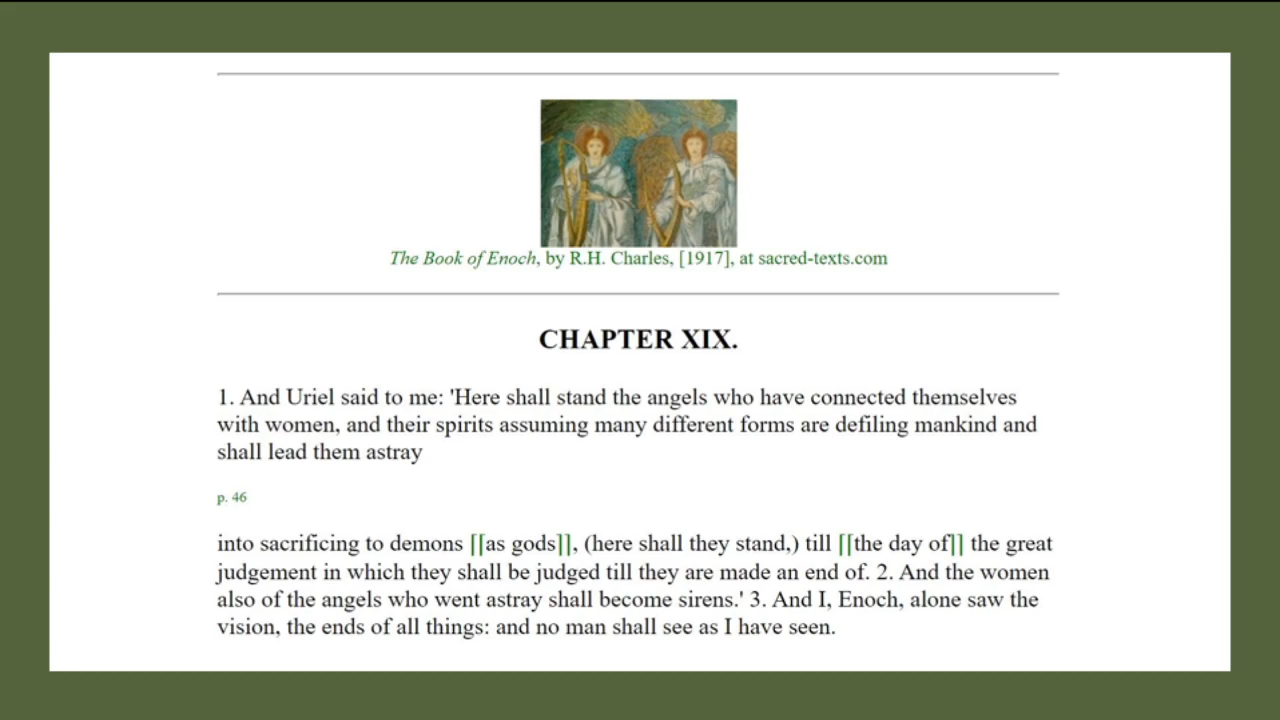 The Book of Enoch, by R.H. Charles, [1917], at sacred-texts.com
CHAPTER XIX.
1. And Uriel said to me: 'Here shall stand the angels who have connected themselves
with women, and their spirits assuming many different forms are defiling mankind and
shall lead them astray
p. 46
into sacrificing to demons [[as gods]], (here shall they stand,) till [[the day of]] the great
judgement in which they shall be judged till they are made an end of. 2. And the women
also of the angels who went astray shall become sirens.' 3. And I, Enoch, alone saw the
vision, the ends of all things: and no man shall see as I have seen.